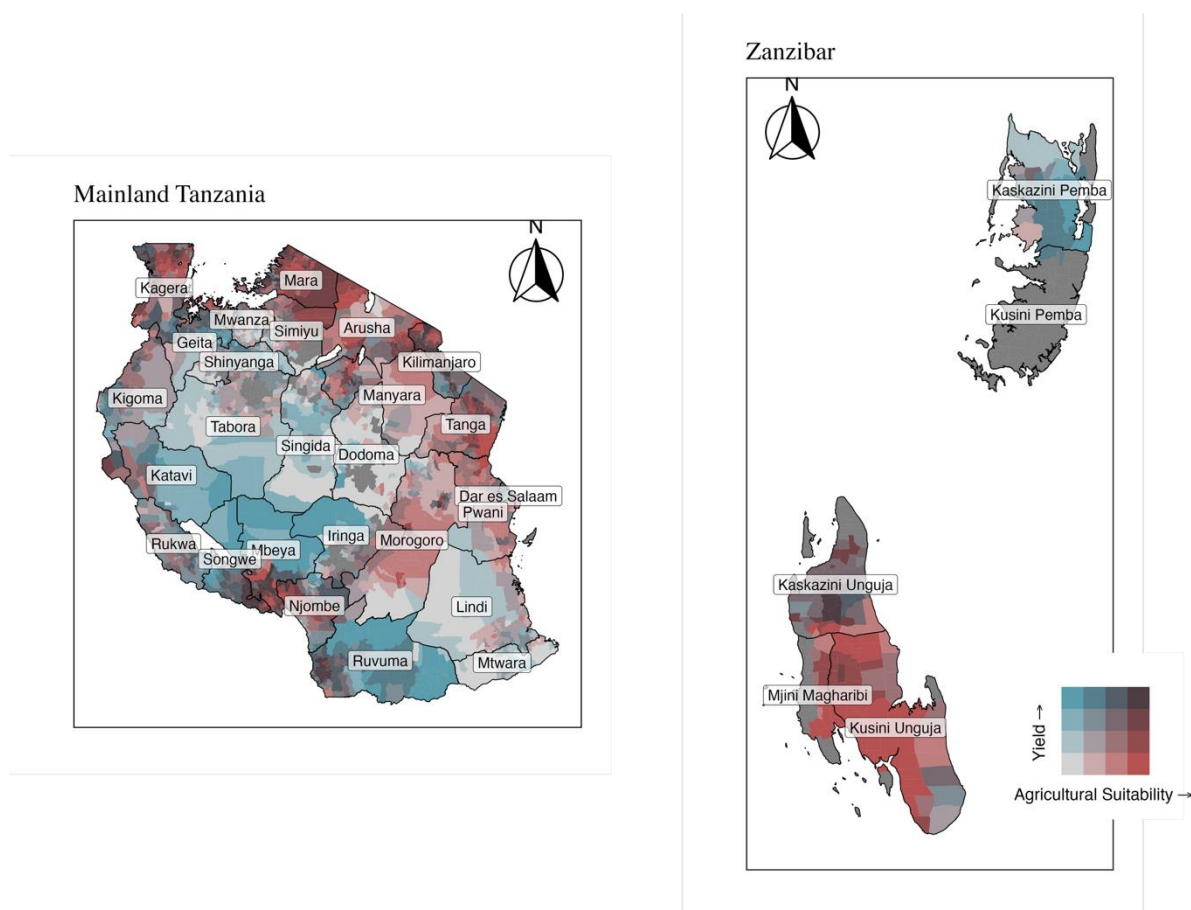 Mainland Tanzania
N
Kagera
Mara
Mwanza
Simiyu
Arusha
Geita
Shinyanga
Kilimanjaro
Kigoma
Manyara
Tabora
Tanga
Singida
Dodoma
Katavi
Dar es Salaam
Pwani
Rukwa
Songwe
Mbeya
Iringa
Morogoro
Njombe
Lindi
Ruvuma
Mtwara
Zanzibar
N
Kaskazini Pemba
Kusini Pemba
Kaskazini Unguja
Mjini Magharibi
Kusini Unguja
Yield →
Agricultural Suitability →